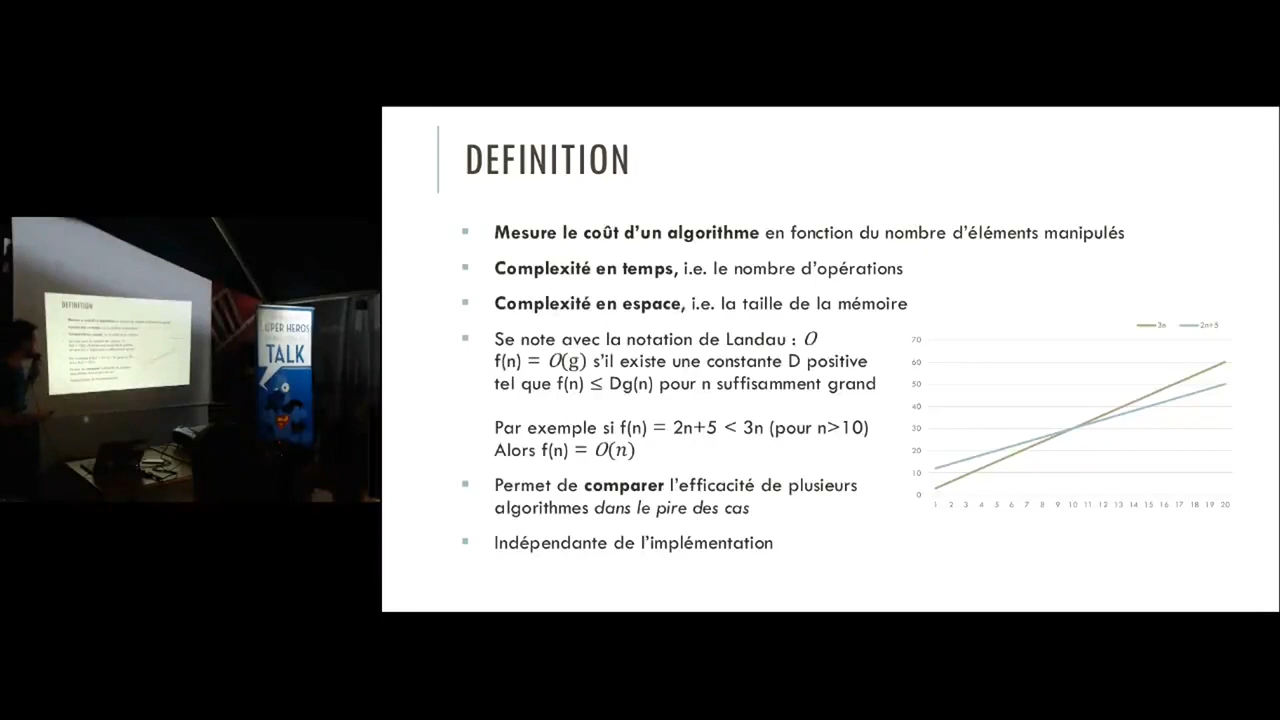 DEFINITION
Mesure le coût d'un algorithme en fonction du nombre d'éléments manipulés
Complexité en temps, i.e. le nombre d'opérations
Complexité en espace, i.e. la taille de la mémoire
Se note avec la notation de Landau : O
f(n) = O(g) s'il existe une constante D positive
tel que f(n) ≤ Dg(n) pour n suffisamment grand
Par exemple si f(n) = 2n+5 < 3n (pour n>10)
Alors f(n) = O(n)
Permet de comparer l'efficacité de plusieurs
algorithmes dans le pire des cas
Indépendante de l'implémentation
3n 2n+5
70
60
50
40
30
20
10
0
1 2 3 4 5 6 7 8 9 10 11 12 13 14 15 16 17 18 19 20
DEFINITION
UPER HEROS
TALK